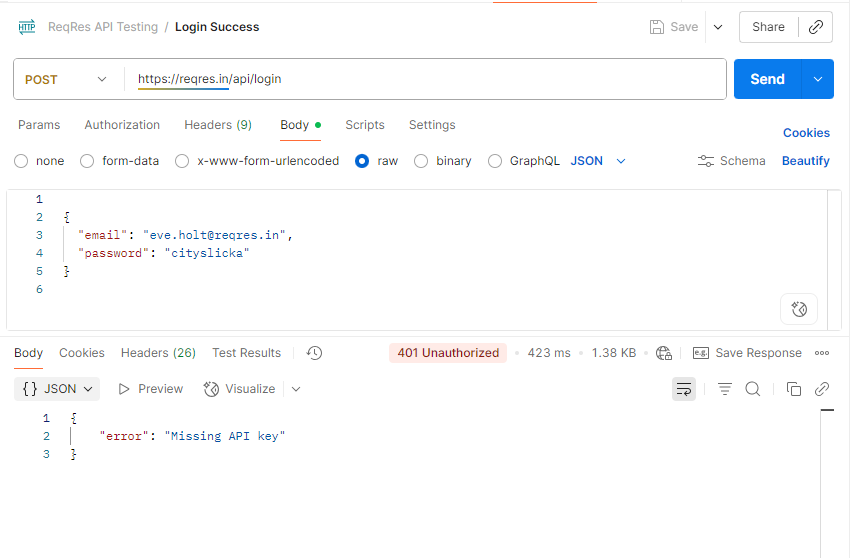 HTTP ReqRes API Testing / Login Success Save Share
POST https://reqres.in/api/login Send
Params Authorization Headers (9) Body Scripts Settings Cookies
none form-data x-www-form-urlencoded raw binary GraphQL JSON Schema Beautify
1
2 {
3 "email": "eve.holt@reqres.in",
4 "password": "cityslicka"
5 }
6
Body Cookies Headers (26) Test Results 401 Unauthorized 423 ms 1.38 KB e.g. Save Response
{} JSON Preview Visualize
1 {
2 "error": "Missing API key"
3 }